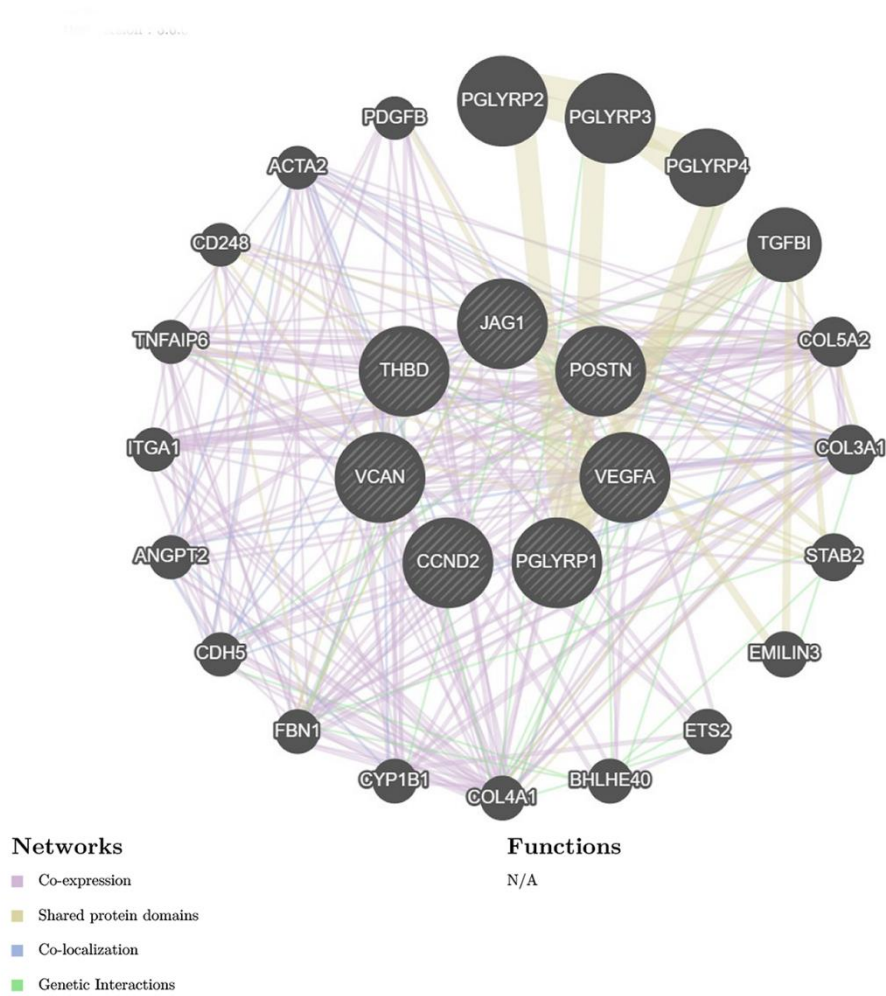 PGLYRP2
PGLYRP3
PDGFB
PGLYRP4
ACTA2
TGFBI
CD248
JAG1
TNFAIP6
COL5A2
THBD
POSTN
ITGA1
COL3A1
VCAN
VEGFA
ANGPT2
STAB2
CCND2
PGLYRP1
CDH5
EMILIN3
FBN1
ETS2
CYP1B1
BHLHE40
COL4A1
Networks
Functions
Co-expression
N/A
Shared protein domains
Co-localization
Genetic Interactions